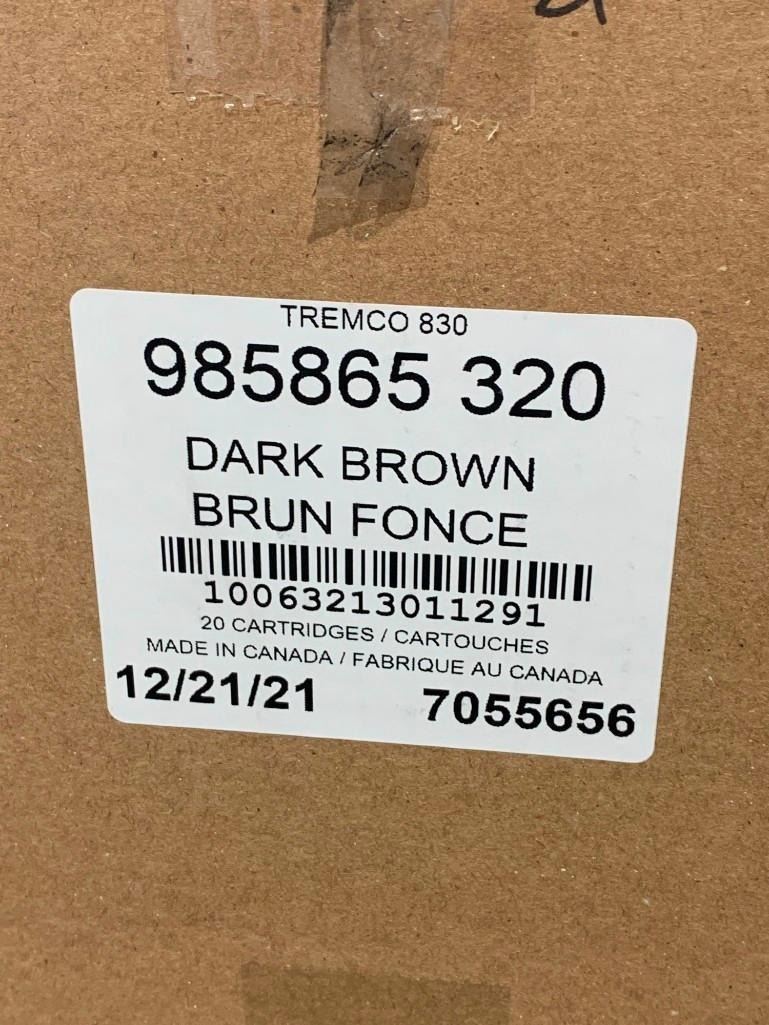 TREMCO 830
985865 320
DARK BROWN
BRUN FONCE
10063213011291
20 CARTRIDGES / CARTOUCHES
MADE IN CANADA / FABRIQUE AU CANADA
12/21/21 7055656